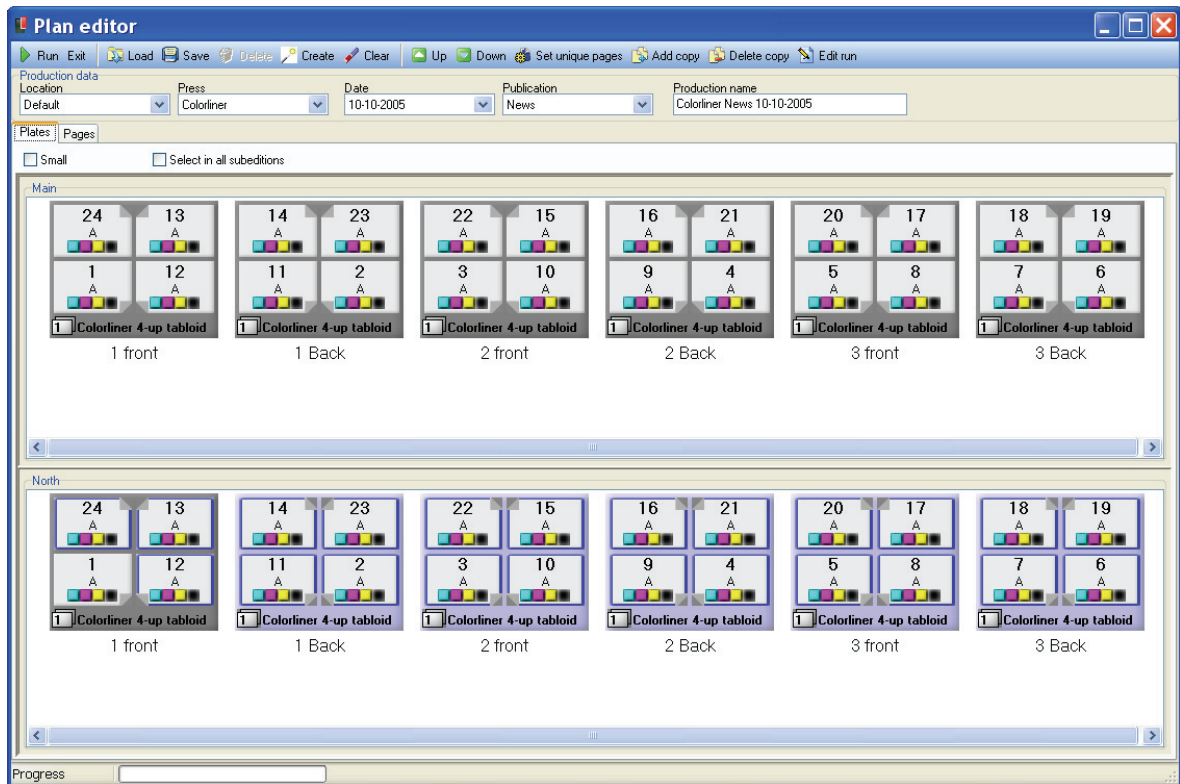 Plan editor
Run Exit Load Save Delete Create Clear Up Down Set unique pages Add copy Delete copy Edit run
Production data
Location Press Date Publication Production name
Default Colorliner 10-10-2005 News Colorliner News 10-10-2005
Plates Pages
Small Select in all subeditions
Main
24 13 14 23 22 15 16 21 20 17 18 19
A A A A A A A A A A A A
1 12 11 2 3 10 9 4 5 8 7 6
A A A A A A A A A A A A
1 Colorliner 4-up tabloid 1 Colorliner 4-up tabloid 1 Colorliner 4-up tabloid 1 Colorliner 4-up tabloid 1 Colorliner 4-up tabloid 1 Colorliner 4-up tabloid
1 front 1 Back 2 front 2 Back 3 front 3 Back
North
24 13 14 23 22 15 16 21 20 17 18 19
A A A A A A A A A A A A
1 12 11 2 3 10 9 4 5 8 7 6
A A A A A A A A A A A A
1 Colorliner 4-up tabloid 1 Colorliner 4-up tabloid 1 Colorliner 4-up tabloid 1 Colorliner 4-up tabloid 1 Colorliner 4-up tabloid 1 Colorliner 4-up tabloid
1 front 1 Back 2 front 2 Back 3 front 3 Back
Progress